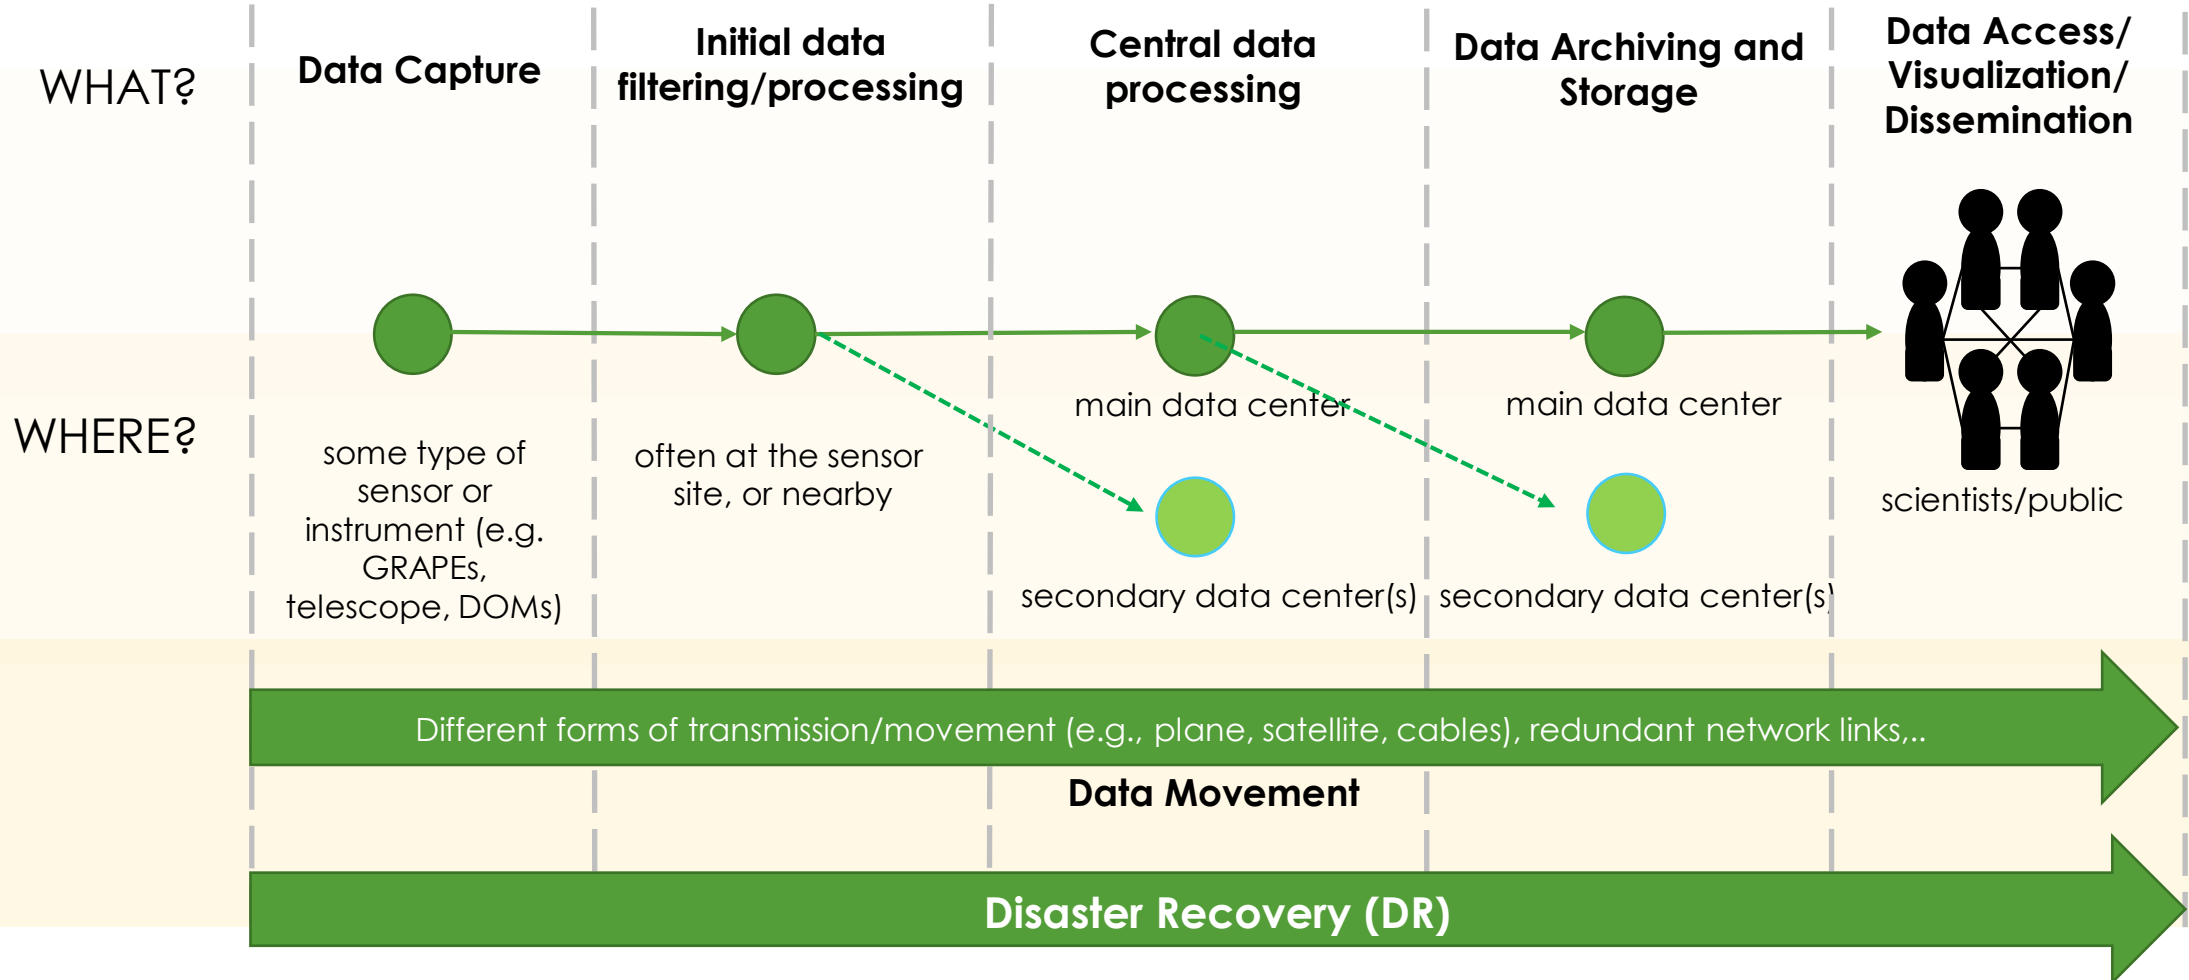 WHAT?
Data Capture
Initial data
filtering/processing
Central data
processing
Data Archiving and
Storage
Data Access/
Visualization/
Dissemination
WHERE?
some type of
sensor or
instrument (e.g.
GRAPEs,
telescope, DOMs)
often at the sensor
site, or nearby
main data center
secondary data center(s)
main data center
secondary data center(s)
scientists/public
Different forms of transmission/movement (e.g., plane, satellite, cables), redundant network links,..
Data Movement
Disaster Recovery (DR)